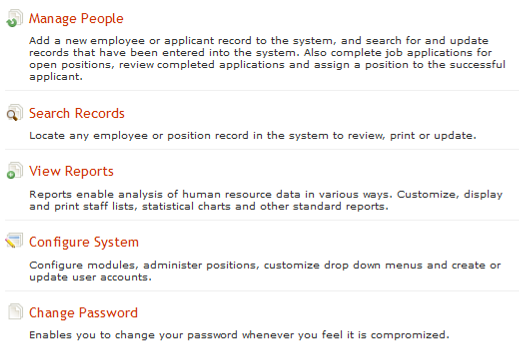 Manage People
Add a new employee or applicant record to the system, and search for and update
records that have been entered into the system. Also complete job applications for
open positions, review completed applications and assign a position to the successful
applicant.
Search Records
Locate any employee or position record in the system to review, print or update.
View Reports
Reports enable analysis of human resource data in various ways. Customize, display
and print staff lists, statistical charts and other standard reports.
Configure System
Configure modules, administer positions, customize drop down menus and create or
update user accounts.
Change Password
Enables you to change your password whenever you feel it is compromized.